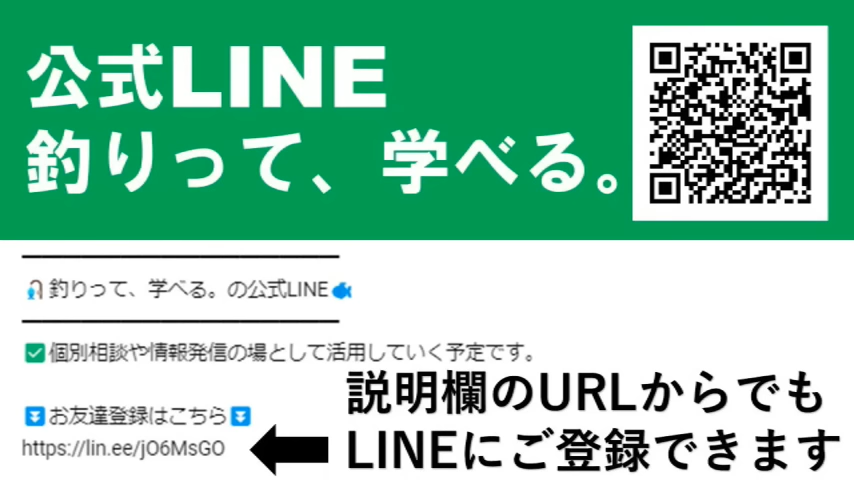 公式LINE
釣りって、学べる。
🎣釣りって、学べる。の公式LINE🐟
✅個別相談や情報発信の場として活用していく予定です。
⏬お友達登録はこちら⏬
https://lin.ee/jO6MsGO
説明欄のURLからでも
LINEにご登録できます